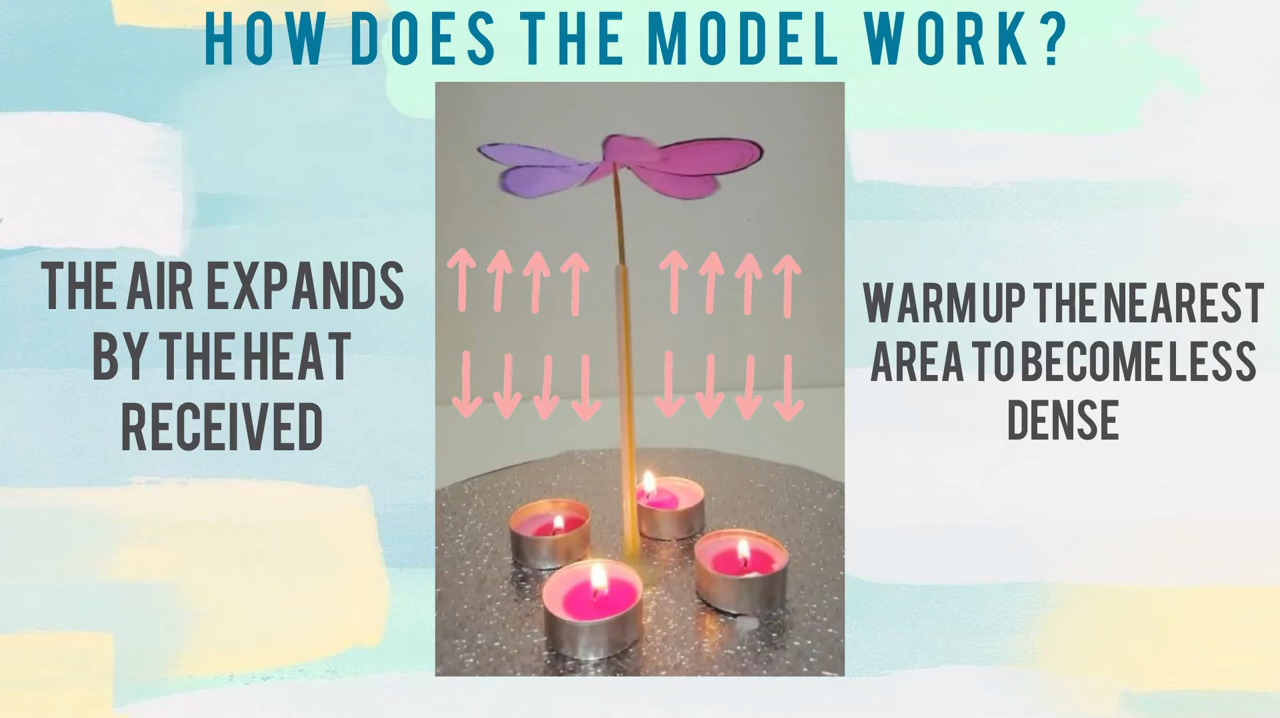 HOW DOES THE MODEL WORK?
THE AIR EXPANDS
BY THE HEAT
RECEIVED
WARM UP THE NEAREST
AREA TO BECOME LESS
DENSE